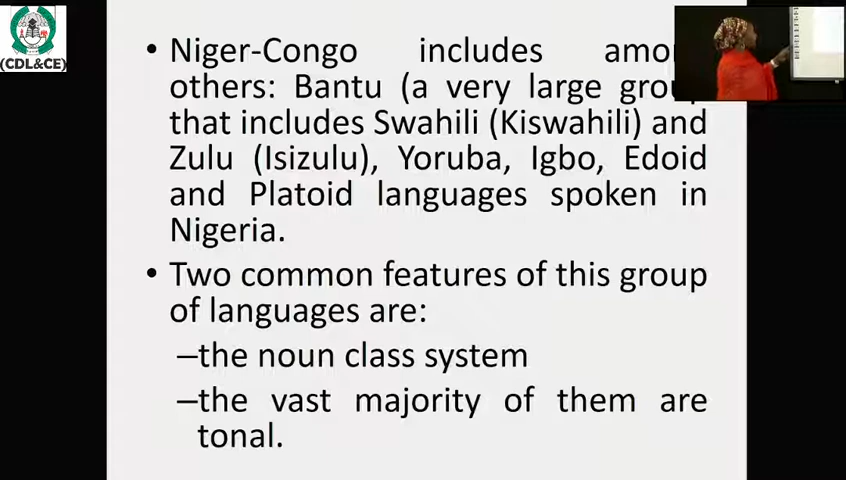 (CDL&CE)
• Niger-Congo includes
others: Bantu (a very large
that includes Swahili (Kiswahili) and
Zulu (Isizulu), Yoruba, Igbo, Edoid
and Platoid languages spoken in
Nigeria.
• Two common features of this group
of languages are:
–the noun class system
–the vast majority of them are
tonal.